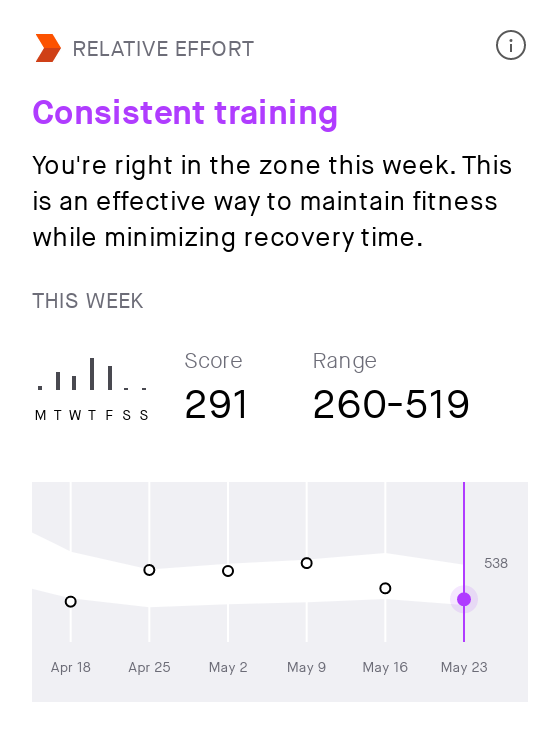 RELATIVE EFFORT
Consistent training
You're right in the zone this week. This
is an effective way to maintain fitness
while minimizing recovery time.
THIS WEEK
Score
Range
291
260-519
M T W T F S S
538
Apr 18
Apr 25
May 2
May 9
May 16
May 23